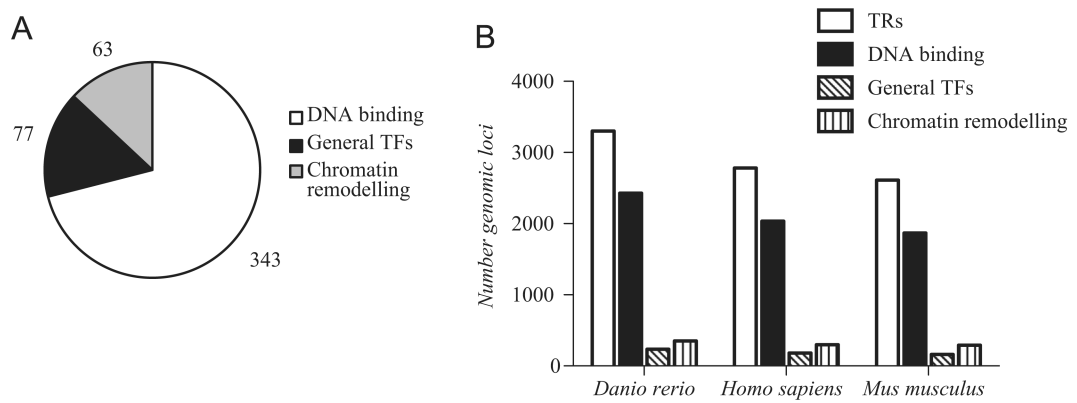 A
63
77
343
DNA binding
General TFs
Chromatin
remodelling
B
TRs
DNA binding
General TFs
Chromatin remodelling
Number genomic loci
4000
3000
2000
1000
0
Danio rerio
Homo sapiens
Mus musculus